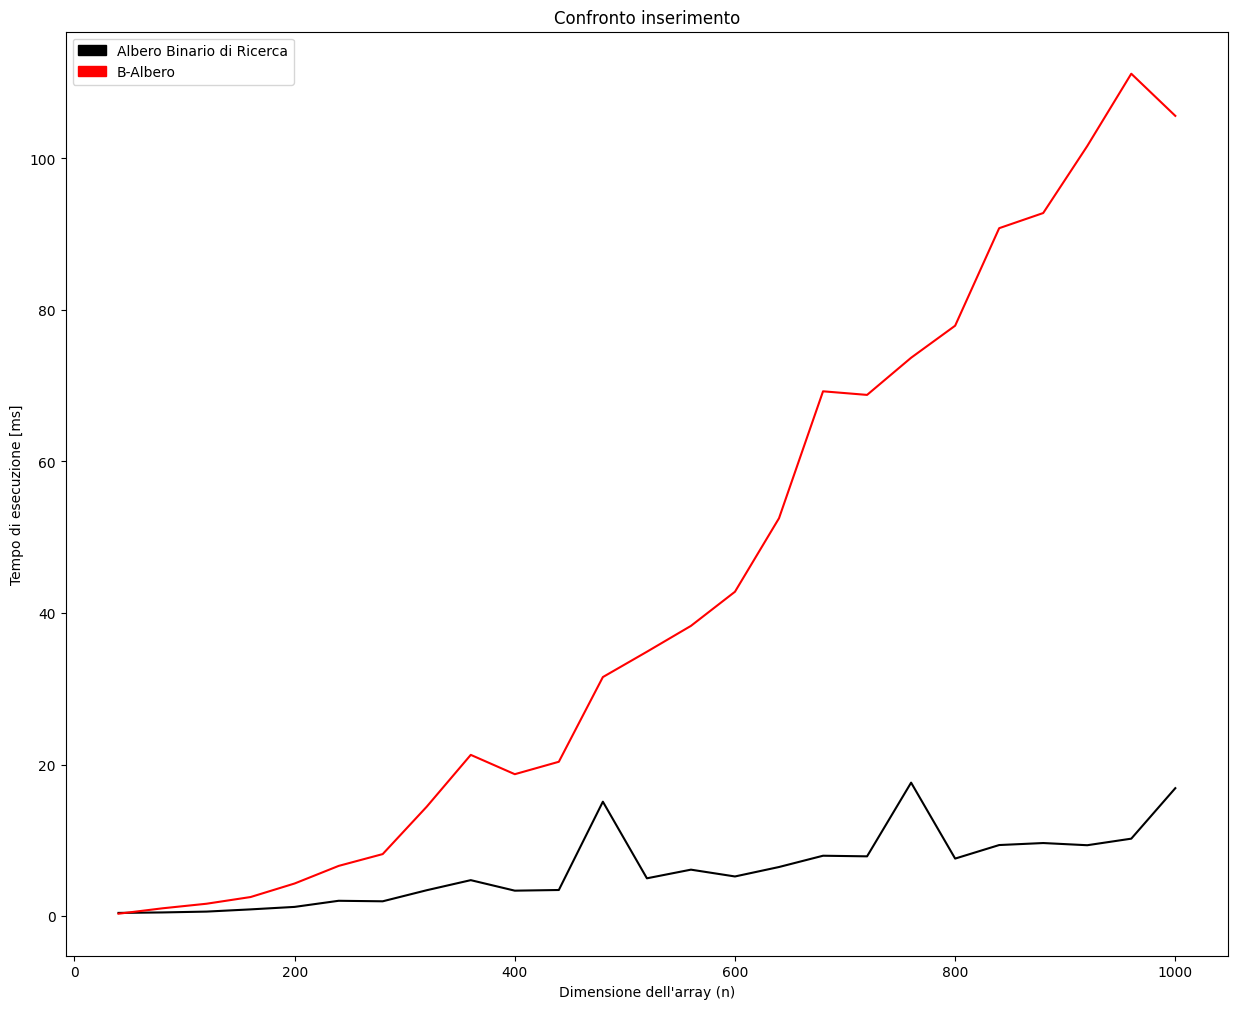 Confronto inserimento
Albero Binario di Ricerca
B-Albero
Tempo di esecuzione [ms]
100
80
60
40
20
0
0
200
400
600
800
1000
Dimensione dell'array (n)